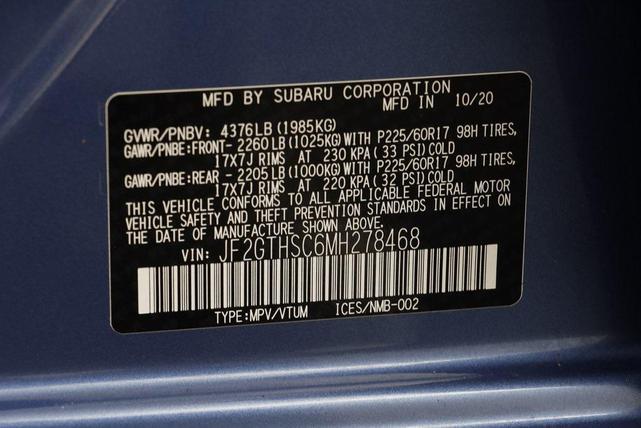 MFD BY SUBARU CORPORATION
MFD IN 10/20
GVWR/PNBV: 4376LB (1985KG)
GAWR/PNBE:FRONT- 2260LB (1025KG)WITH P225/60R17 98H TIRES,
17X7J RIMS AT 230 KPA (33 PSI)COLD
GAWR/PNBE:REAR - 2205LB (1000KG)WITH P225/60R17 98H TIRES,
17X7J RIMS AT 220 KPA (32 PSI)COLD
THIS VEHICLE CONFORMS TO ALL APPLICABLE FEDERAL MOTOR
VEHICLE SAFETY AND THEFT PREVENTION STANDARDS IN EFFECT ON
THE DATE OF MANUFACTURE SHOWN ABOVE.
VIN: JF2GTHSC6MH278468
TYPE:MPV/VTUM ICES/NMB-002